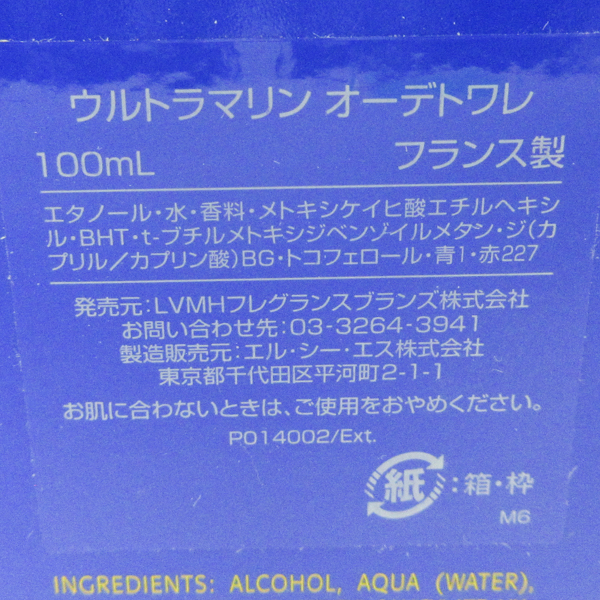 ウルトラマリン オーデトワレ
100mL フランス製
エタノール・水・香料・メトキシケイヒ酸エチルヘキシ
ル・BHT・t-ブチルメトキシジベンゾイルメタン・ジ(カ
プリル/カプリン酸)BG・トコフェロール・青1・赤227
発売元:LVMHフレグランスブランズ株式会社
お問い合わせ先:03-3264-3941
製造販売元:エル・シー・エス株式会社
東京都千代田区平河町2-1-1
お肌に合わないときは、ご使用をおやめください。
P014002/Ext.
紙:箱・枠
M6
INGREDIENTS: ALCOHOL, AQUA (WATER),